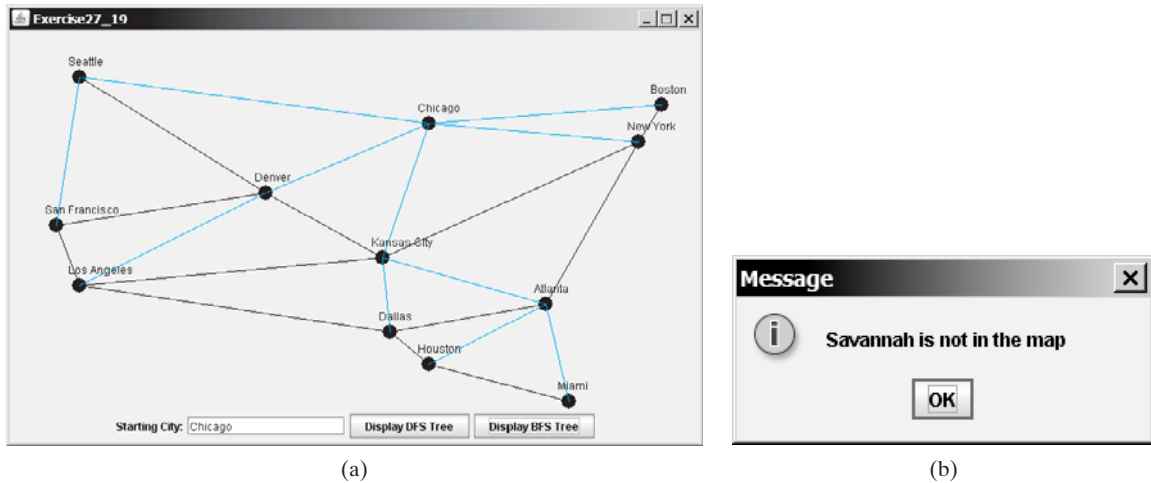 Exercise27_19
Seattle
Boston
Chicago
New York
Denver
San Francisco
Kansas City
Los Angeles
Atlanta
Dallas
Houston
Miami
Starting City: Chicago Display DFS Tree Display BFS Tree
(a)
Message
i
Savannah is not in the map
OK
(b)